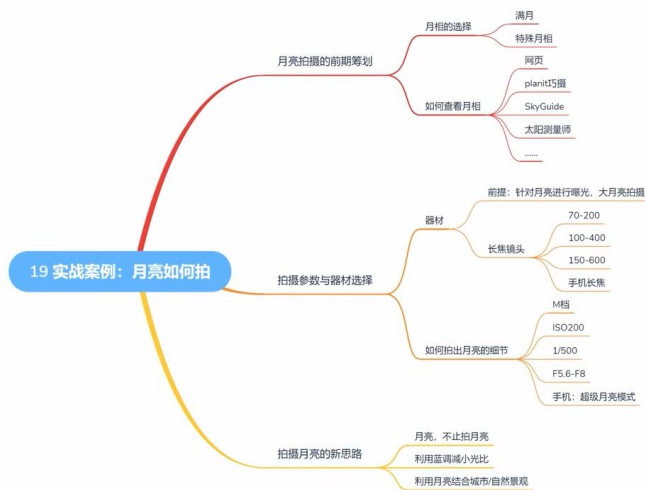 19 实战案例：月亮如何拍
月亮拍摄的前期筹划
月相的选择
满月
特殊月相
如何查看月相
网页
planit巧摄
SkyGuide
太阳测量师
……
拍摄参数与器材选择
器材
前提：针对月亮进行曝光，大月亮拍摄
长焦镜头
70-200
100-400
150-600
手机长焦
如何拍出月亮的细节
M档
ISO200
1/500
F5.6-F8
手机：超级月亮模式
拍摄月亮的新思路
月亮，不止拍月亮
利用蓝调减小光比
利用月亮结合城市/自然景观